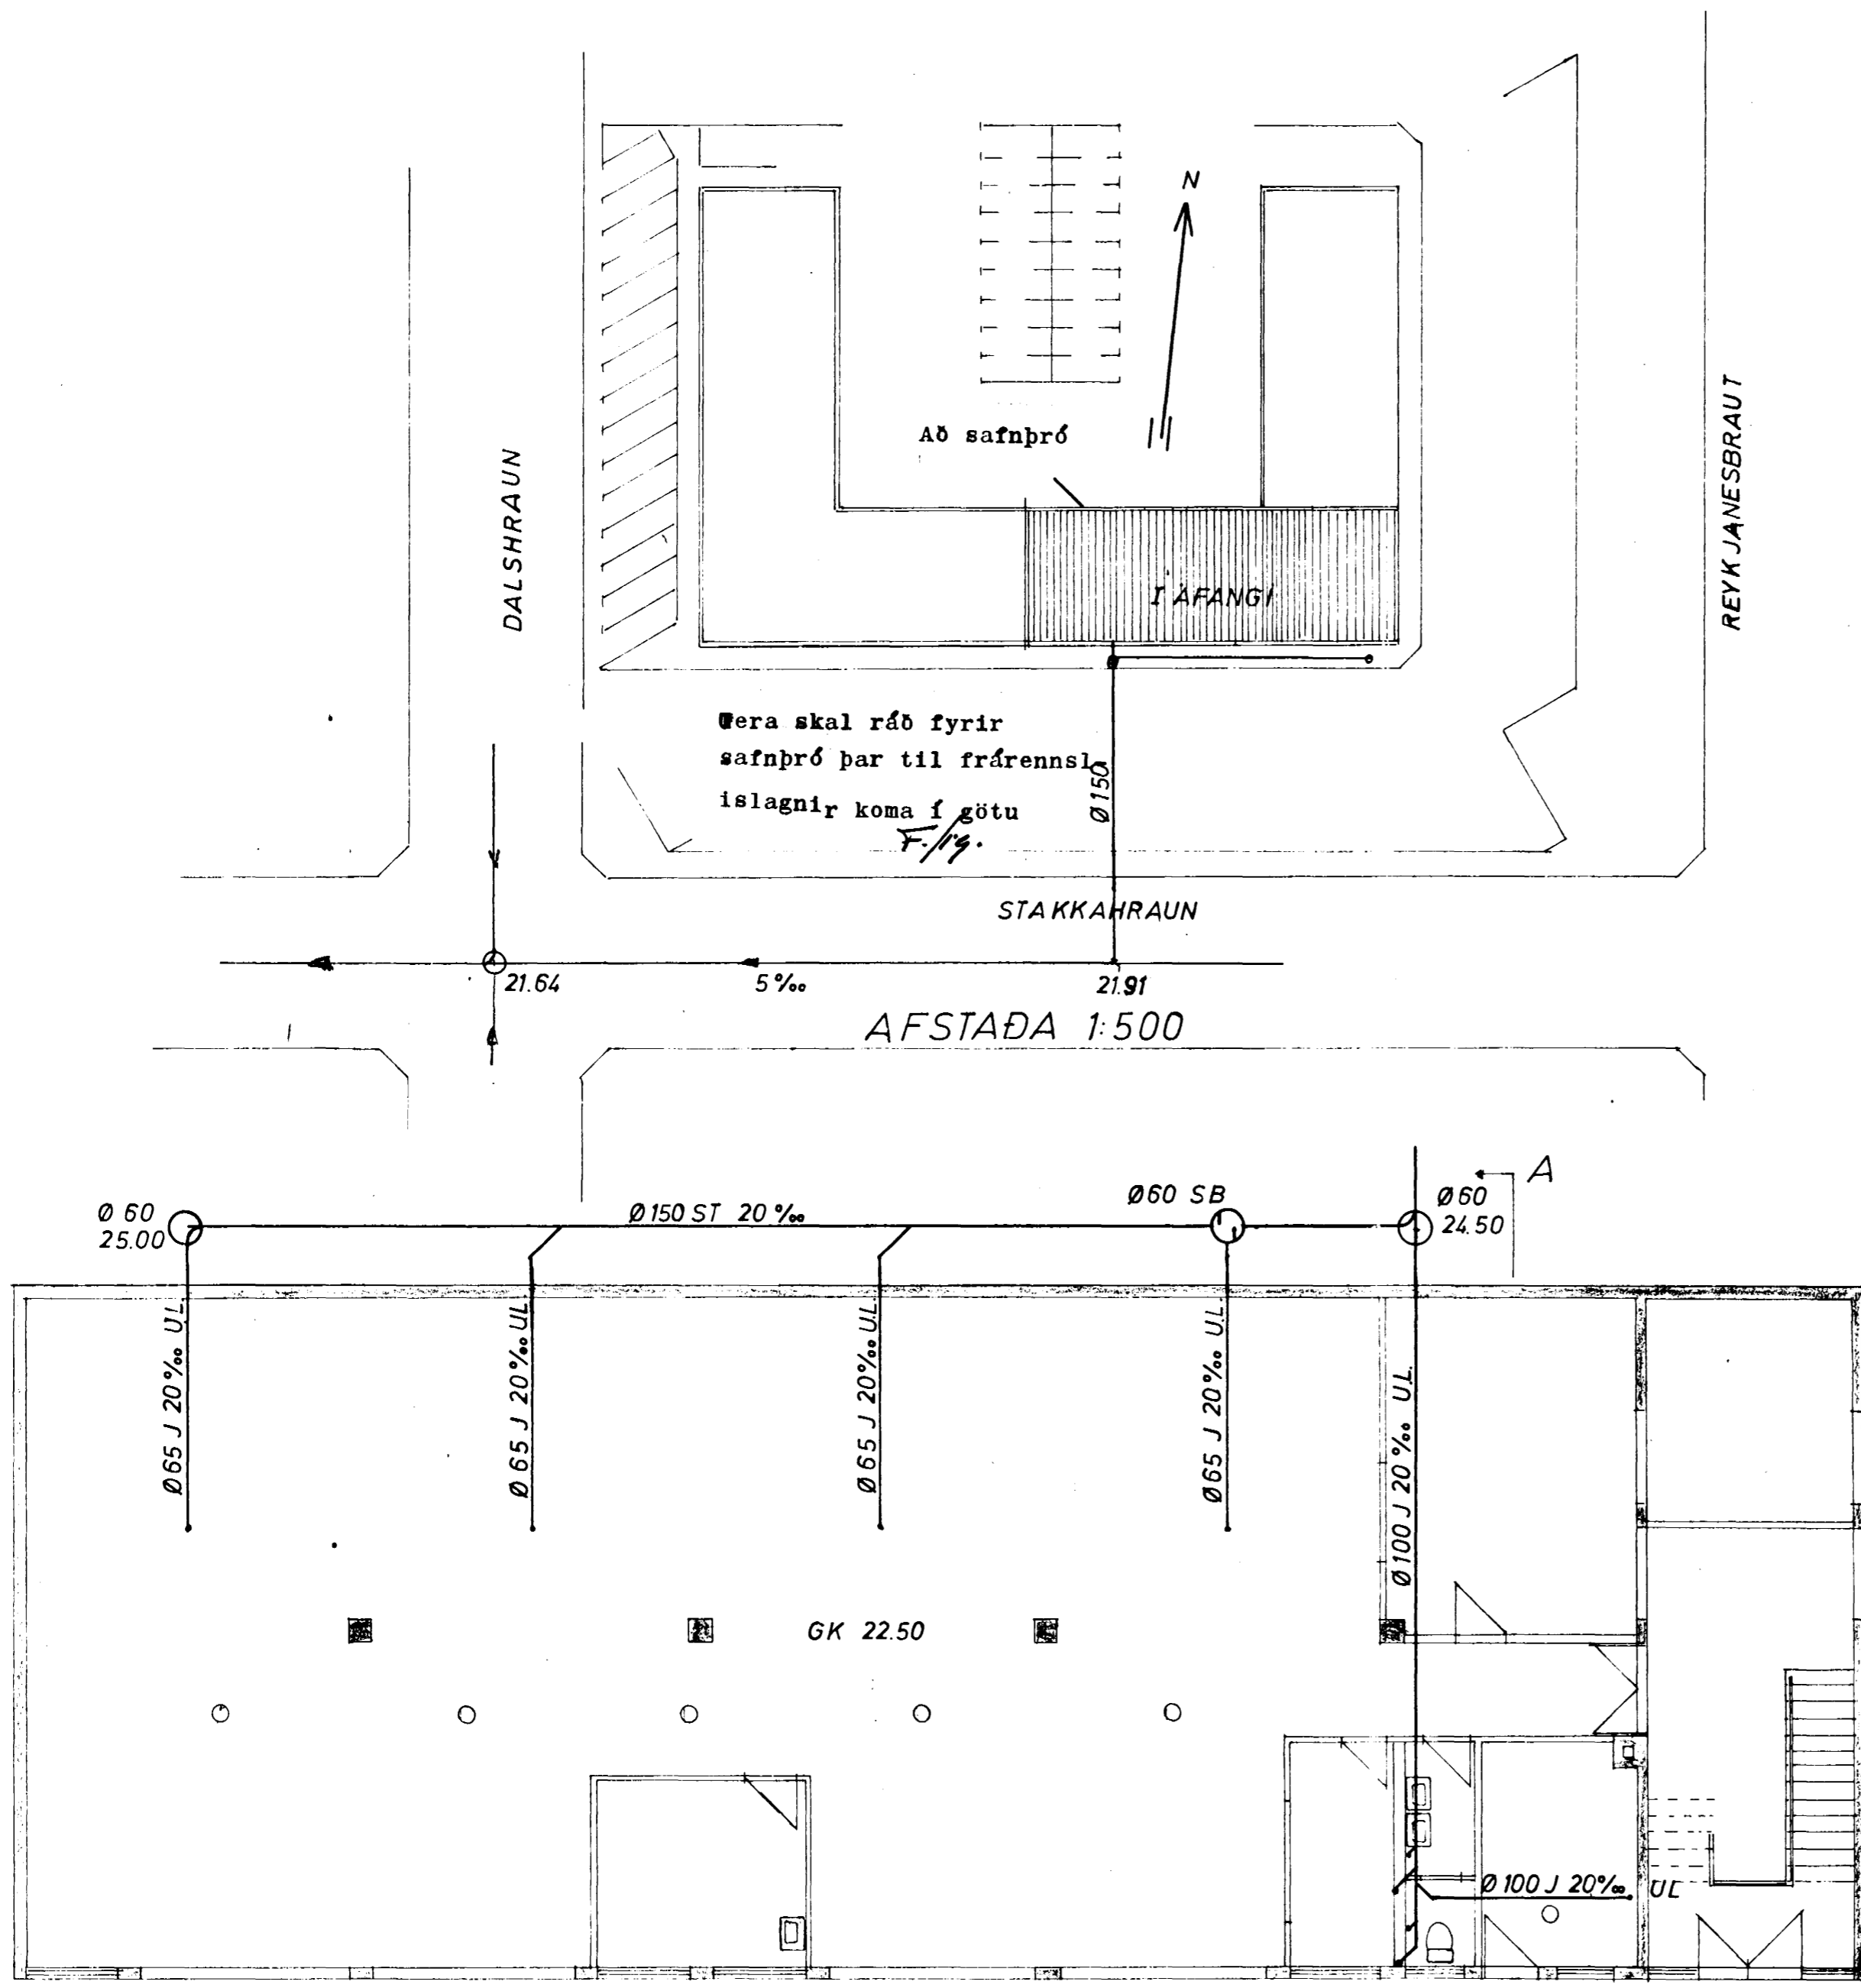 N
DALSHRAUN
REYKJANESBRAUT
Að safnþró
I ÁFANGI
Gera skal ráð fyrir
safnþró þar til frárennsl
islagnir koma í götu
Ø150
STAKKAHRAUN
21.64
5‰
21.91
AFSTAÐA 1:500
A
Ø 60
25.00
Ø150 ST 20‰
Ø60 SB
Ø60
24.50
Ø65 J 20‰ U.L.
Ø65 J 20‰ U.L.
Ø65 J 20‰ U.L.
Ø65 J 20‰ U.L.
Ø100 J 20‰ U.L.
GK 22.50
Ø100 J 20‰ UL